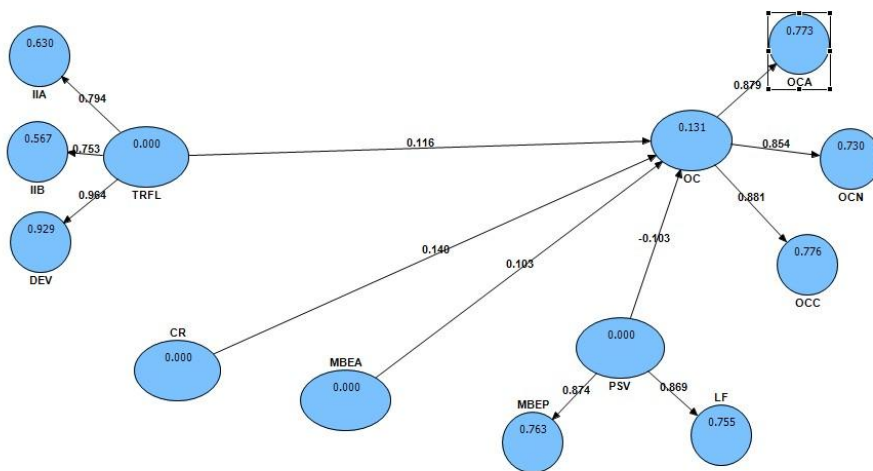 0.630
IIA
0.794
0.567
IIB
0.753
0.000
TRFL
0.964
0.929
DEV
0.116
0.773
OCA
0.879
0.131
OC
0.854
0.730
OCN
0.881
0.776
OCC
0.140
0.103
-0.103
CR
0.000
MBEA
0.000
0.000
PSV
MBEP
0.874
0.763
0.869
LF
0.755